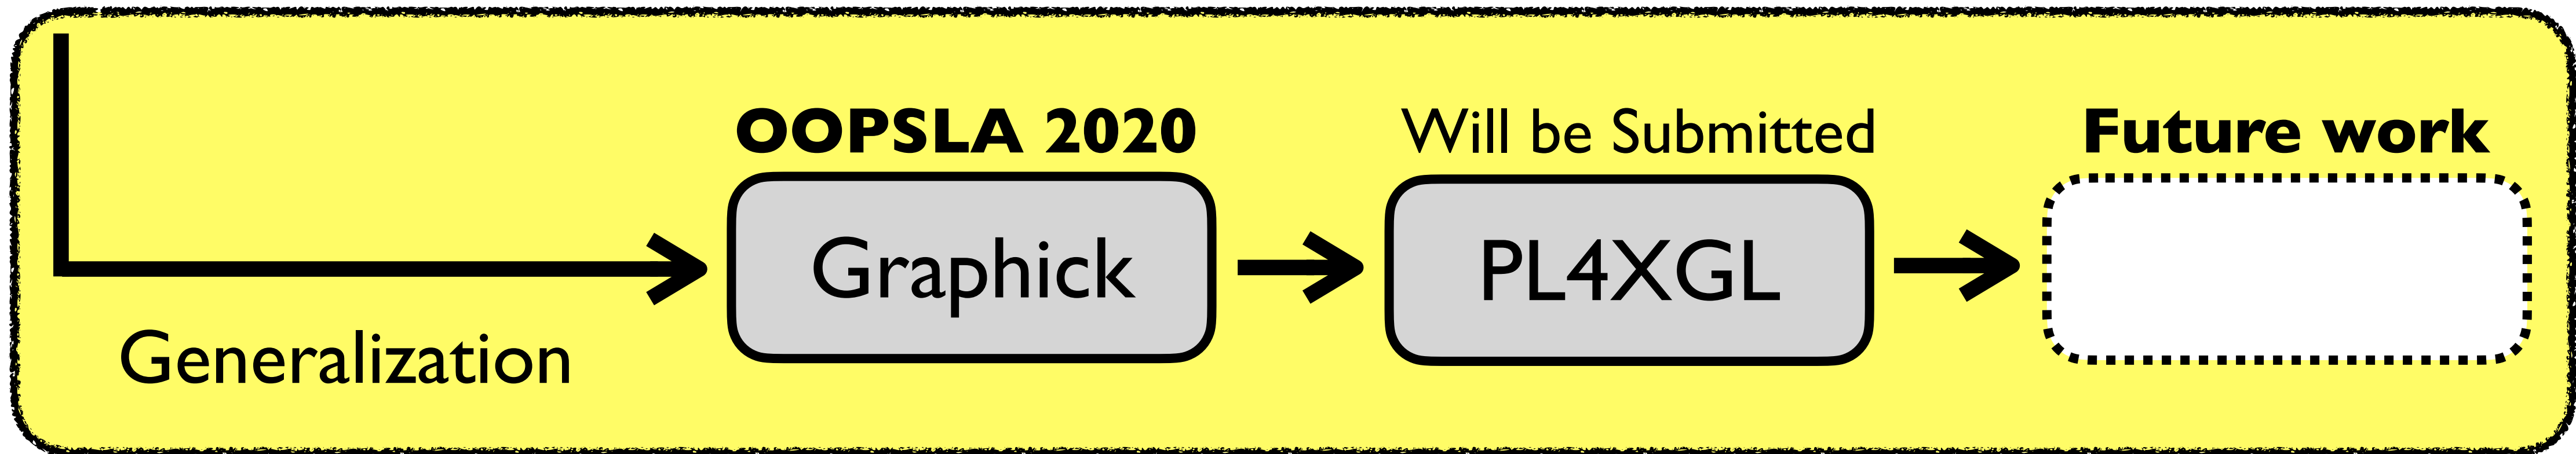 OOPSLA 2020
Will be Submitted
Future work
Graphick
PL4XGL
Generalization